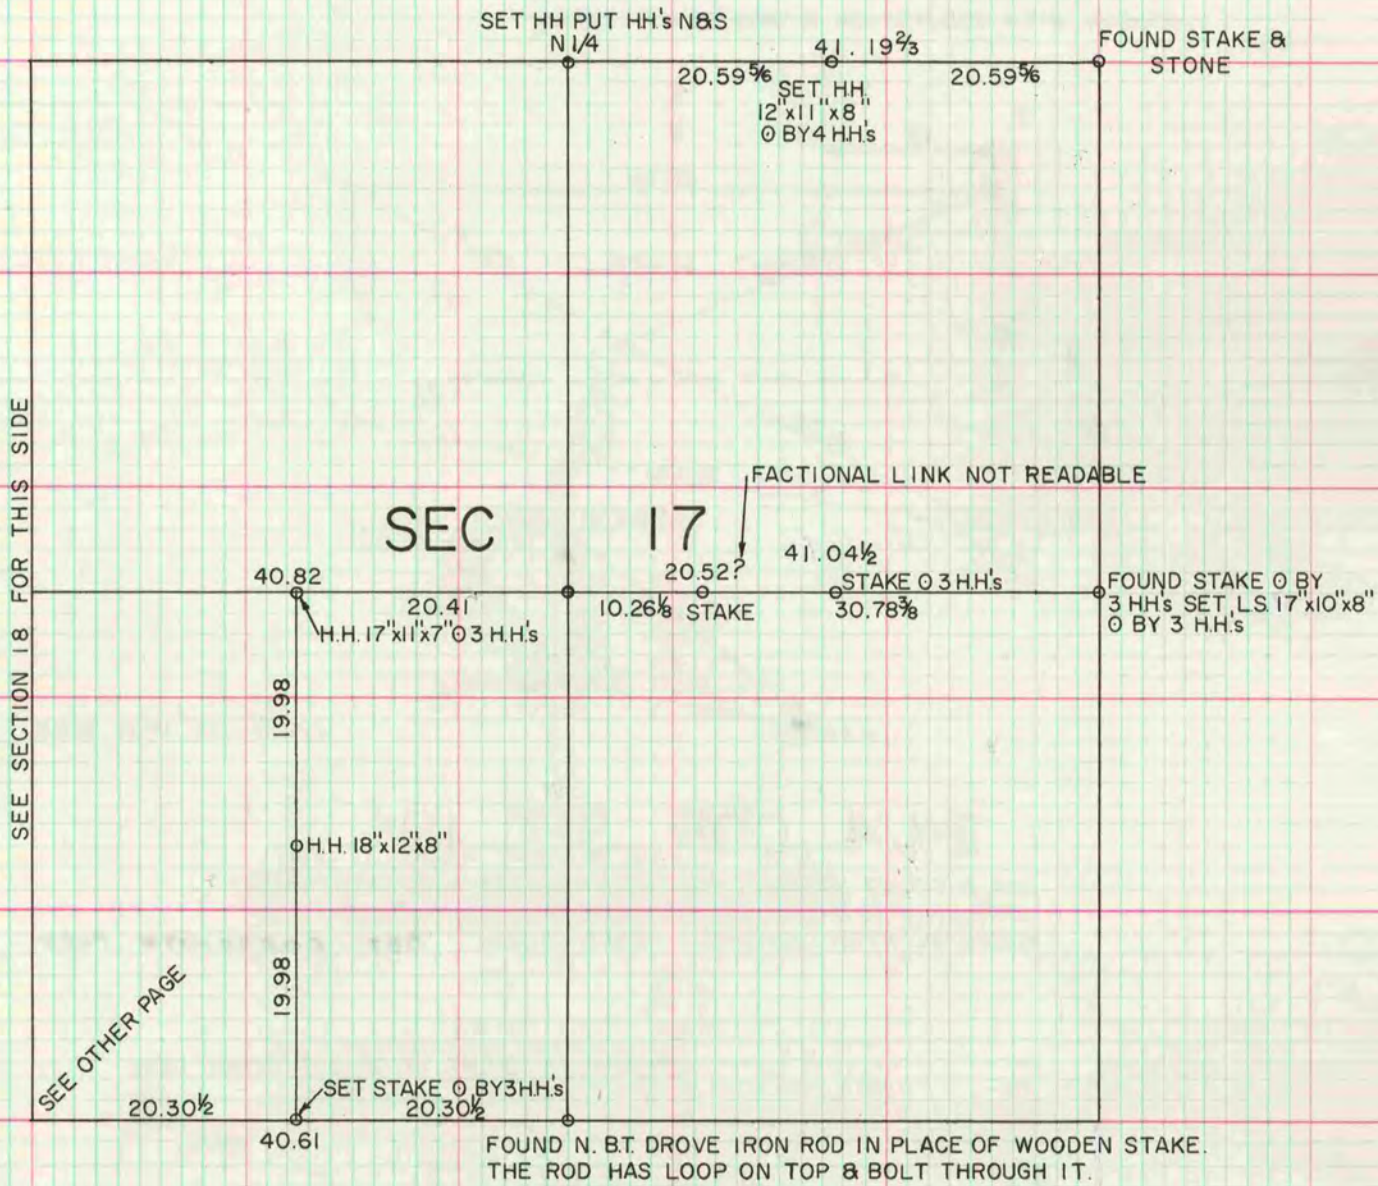 SET HH PUT HH's N&S
N 1/4
41.19⅔
FOUND STAKE &
STONE
20.59⅚
20.59⅚
SET H.H.
12"x11"x8"
⊙ BY 4 H.H.'s
SEE SECTION 18 FOR THIS SIDE
FACTIONAL LINK NOT READABLE
SEC 17
41.04½
40.82
20.52?
STAKE ⊙ 3 H.H.'s
FOUND STAKE ⊙ BY
3 HH's SET L.S. 17"x10"x8"
⊙ BY 3 H.H.'s
20.41
10.26⅛
STAKE
30.78⅜
H.H. 17"x11"x7" ⊙ 3 H.H.'s
19.98
H.H. 18"x12"x8"
19.98
SEE OTHER PAGE
SET STAKE ⊙ BY 3 H.H.'s
20.30½
20.30½
40.61
FOUND N. B.T. DROVE IRON ROD IN PLACE OF WOODEN STAKE.
THE ROD HAS LOOP ON TOP & BOLT THROUGH IT.